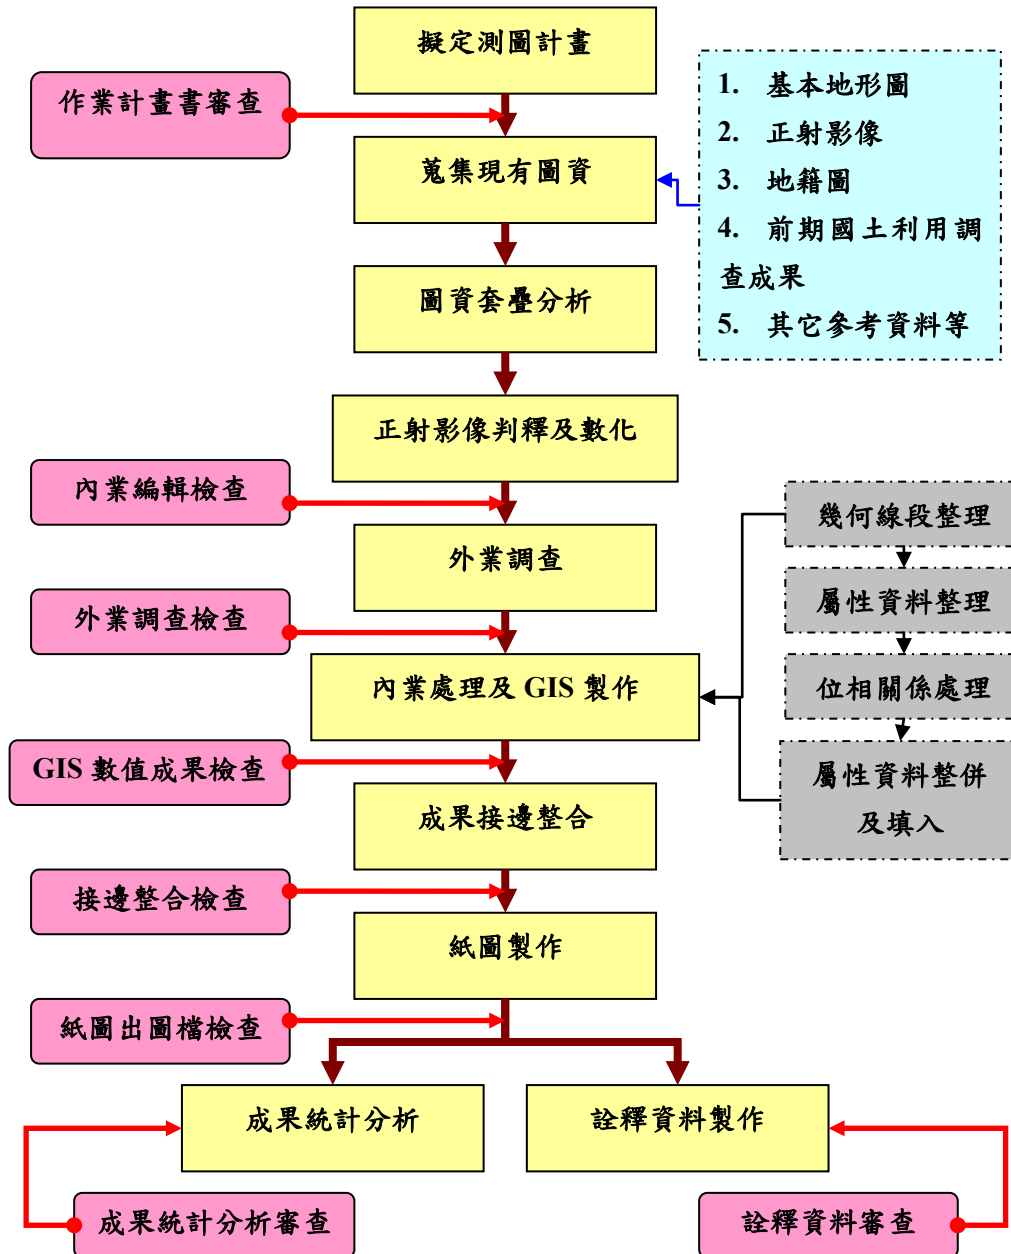 擬定測圖計畫
作業計畫書審查
1. 基本地形圖
2. 正射影像
3. 地籍圖
4. 前期國土利用調
查成果
5. 其它參考資料等
蒐集現有圖資
圖資套疊分析
正射影像判釋及數化
內業編輯檢查
外業調查
外業調查檢查
幾何線段整理
屬性資料整理
位相關係處理
屬性資料整併
及填入
內業處理及 GIS 製作
GIS 數值成果檢查
成果接邊整合
接邊整合檢查
紙圖製作
紙圖出圖檔檢查
成果統計分析
詮釋資料製作
成果統計分析審查
詮釋資料審查